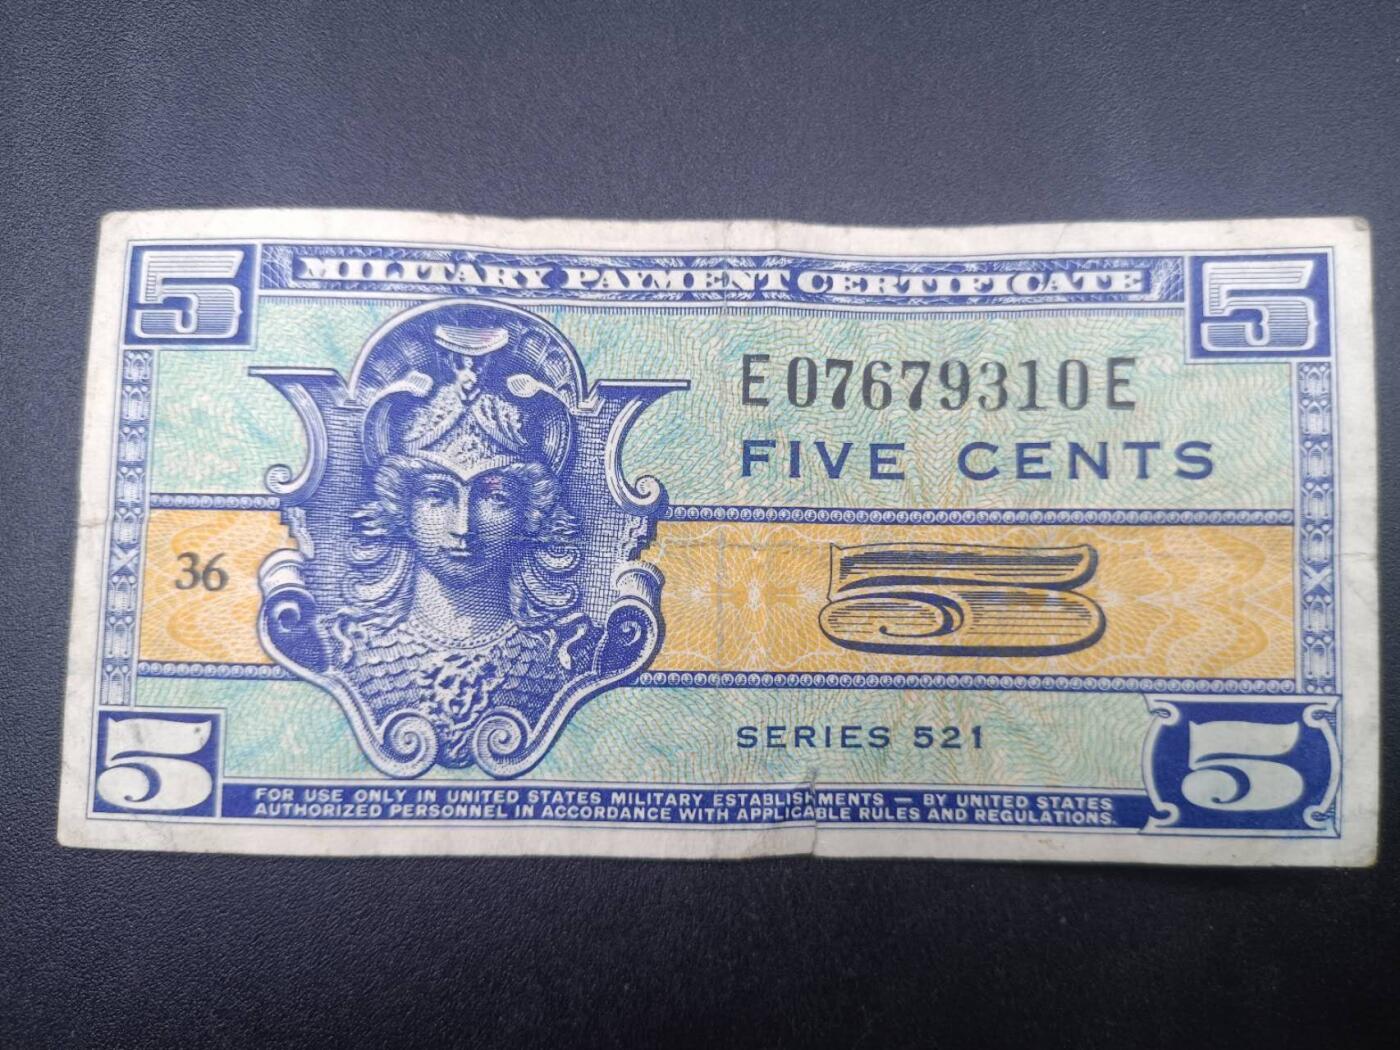 5 MILITARY PAYMENT CERTIFICATE 5
E07679310E
FIVE CENTS
36
5
SERIES 521
5 5
FOR USE ONLY IN UNITED STATES MILITARY ESTABLISHMENTS — BY UNITED STATES
AUTHORIZED PERSONNEL IN ACCORDANCE WITH APPLICABLE RULES AND REGULATIONS.